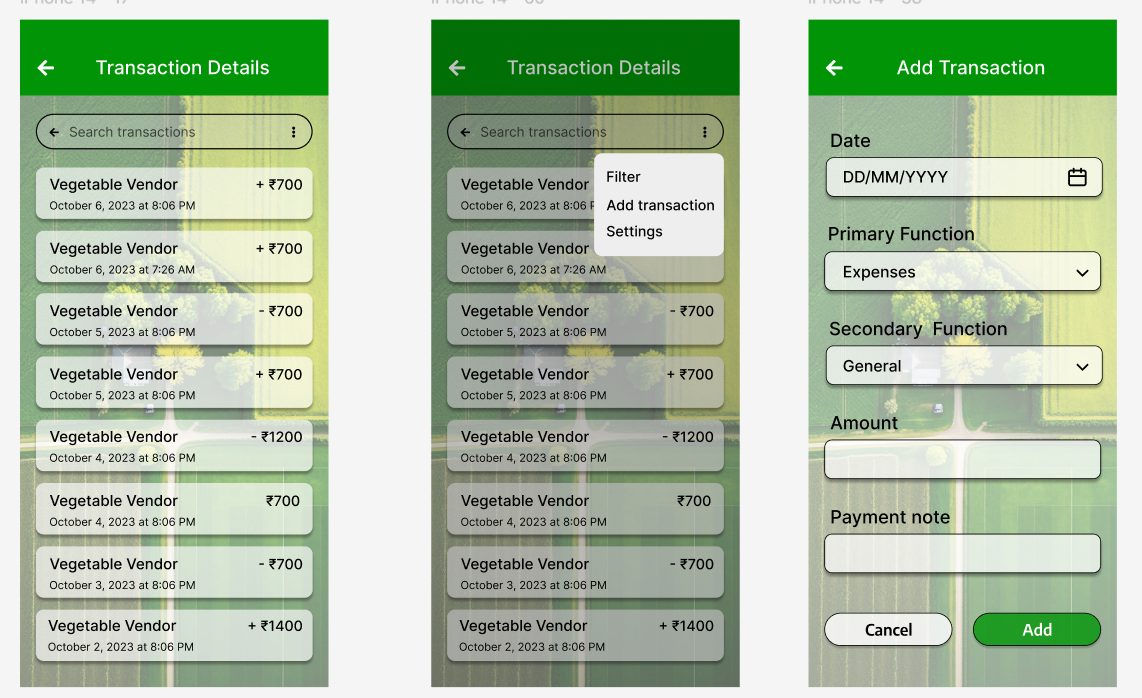 Transaction Details
Search transactions
Vegetable Vendor + ₹700
October 6, 2023 at 8:06 PM
Vegetable Vendor + ₹700
October 6, 2023 at 7:26 AM
Vegetable Vendor - ₹700
October 5, 2023 at 8:06 PM
Vegetable Vendor + ₹700
October 5, 2023 at 8:06 PM
Vegetable Vendor - ₹1200
October 4, 2023 at 8:06 PM
Vegetable Vendor ₹700
October 4, 2023 at 8:06 PM
Vegetable Vendor - ₹700
October 3, 2023 at 8:06 PM
Vegetable Vendor + ₹1400
October 2, 2023 at 8:06 PM
Transaction Details
Search transactions
Filter
Add transaction
Settings
Vegetable Vendor
October 6, 2023 at 8:06 P
Vegetable Vendor
October 6, 2023 at 7:26 AM
Vegetable Vendor - ₹700
October 5, 2023 at 8:06 PM
Vegetable Vendor + ₹700
October 5, 2023 at 8:06 PM
Vegetable Vendor - ₹1200
October 4, 2023 at 8:06 PM
Vegetable Vendor ₹700
October 4, 2023 at 8:06 PM
Vegetable Vendor - ₹700
October 3, 2023 at 8:06 PM
Vegetable Vendor + ₹1400
October 2, 2023 at 8:06 PM
Add Transaction
Date
DD/MM/YYYY
Primary Function
Expenses
Secondary Function
General
Amount
Payment note
Cancel Add